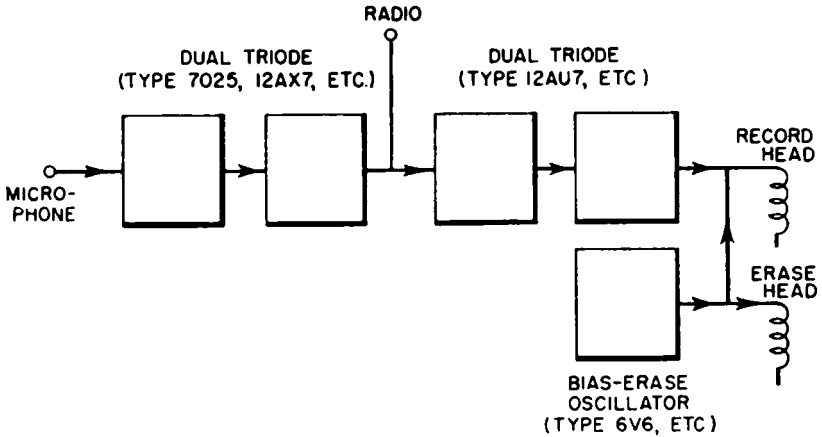 RADIO
DUAL TRIODE
(TYPE 7025, 12AX7, ETC.)
DUAL TRIODE
(TYPE 12AU7, ETC)
MICRO-
PHONE
RECORD
HEAD
ERASE
HEAD
BIAS-ERASE
OSCILLATOR
(TYPE 6V6, ETC)